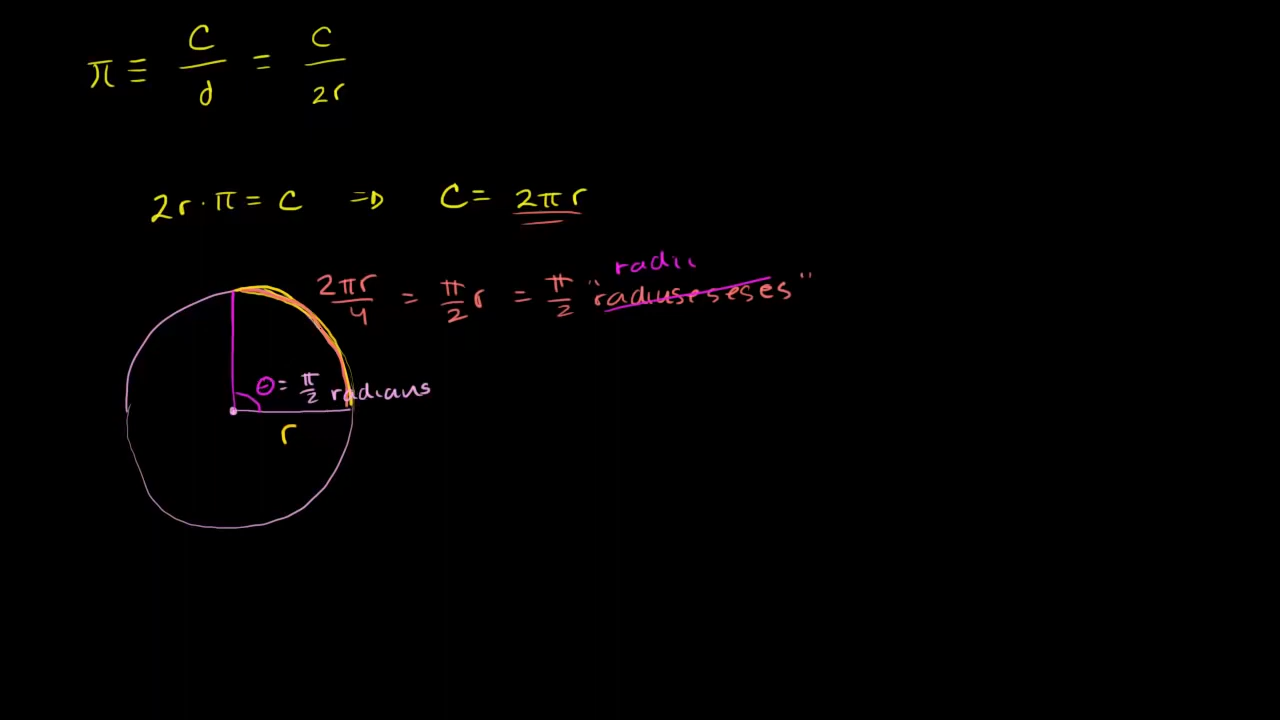 π ≡ C/d = C/2r
2r · π = C ⇒ C = 2πr
radii
2πr/4 = π/2 r = π/2 "radiuseseses"
θ = π/2 radians
r